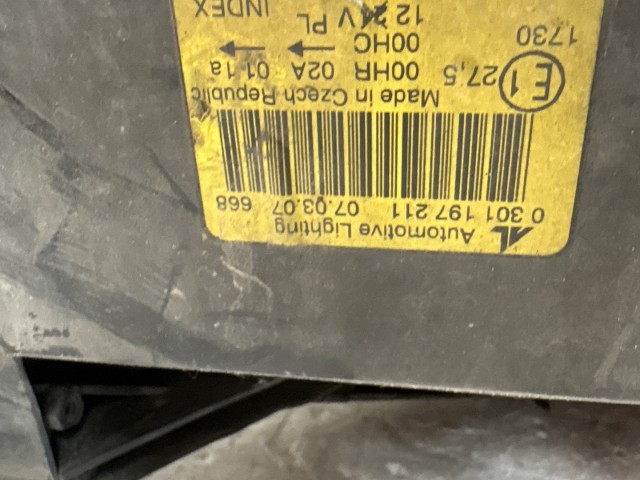 AL Automotive Lighting
0 301 197 211 07.03.07 668
Made in Czech Republic
E1 27,5 00HR 02A 01 1a
00HC ← ←
1730 12 24V PL INDEX